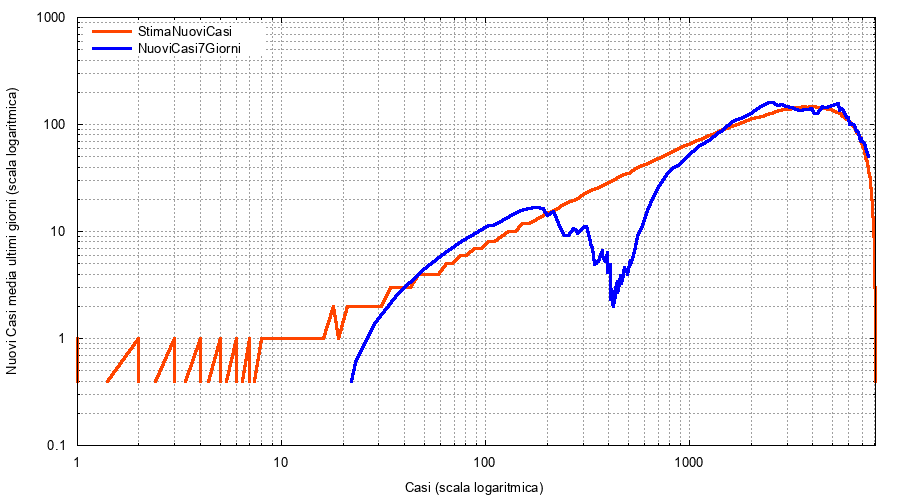 1000
100
10
1
0.1
1
10
100
1000
StimaNuoviCasi
NuoviCasi7Giorni
Nuovi Casi media ultimi giorni (scala logaritmica)
Casi (scala logaritmica)